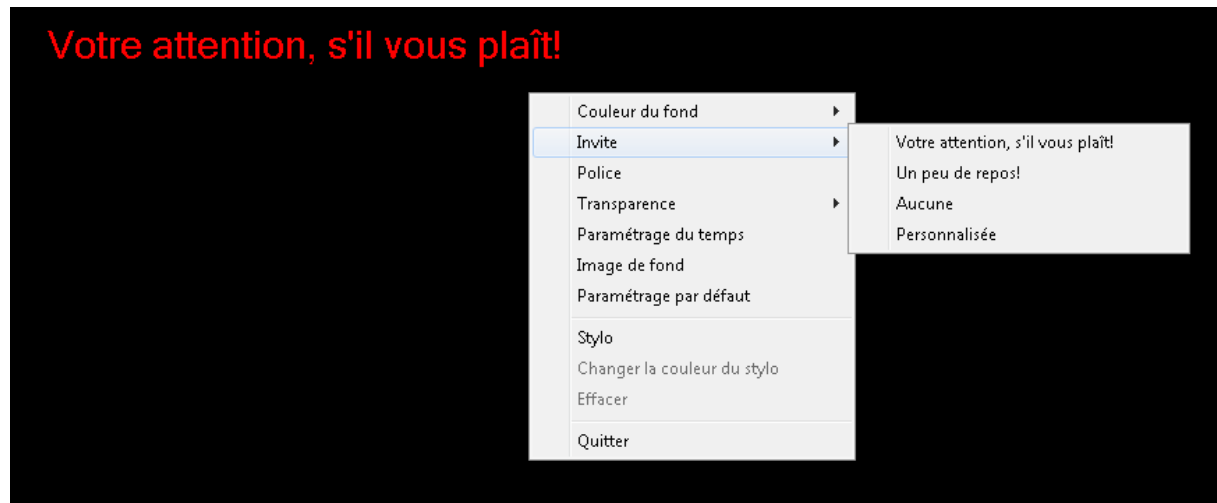 Votre attention, s'il vous plaît!
Couleur du fond
Invite
Police
Transparence
Paramétrage du temps
Image de fond
Paramétrage par défaut
Stylo
Changer la couleur du stylo
Effacer
Quitter
Votre attention, s'il vous plaît!
Un peu de repos!
Aucune
Personnalisée